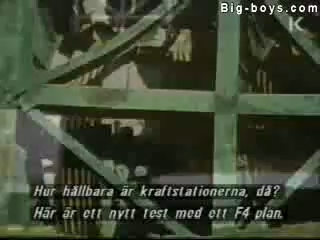 Big-boys.com
K
Hur hållbara är kraftstationerna, då?
Här är ett nytt test med ett F4 plan.